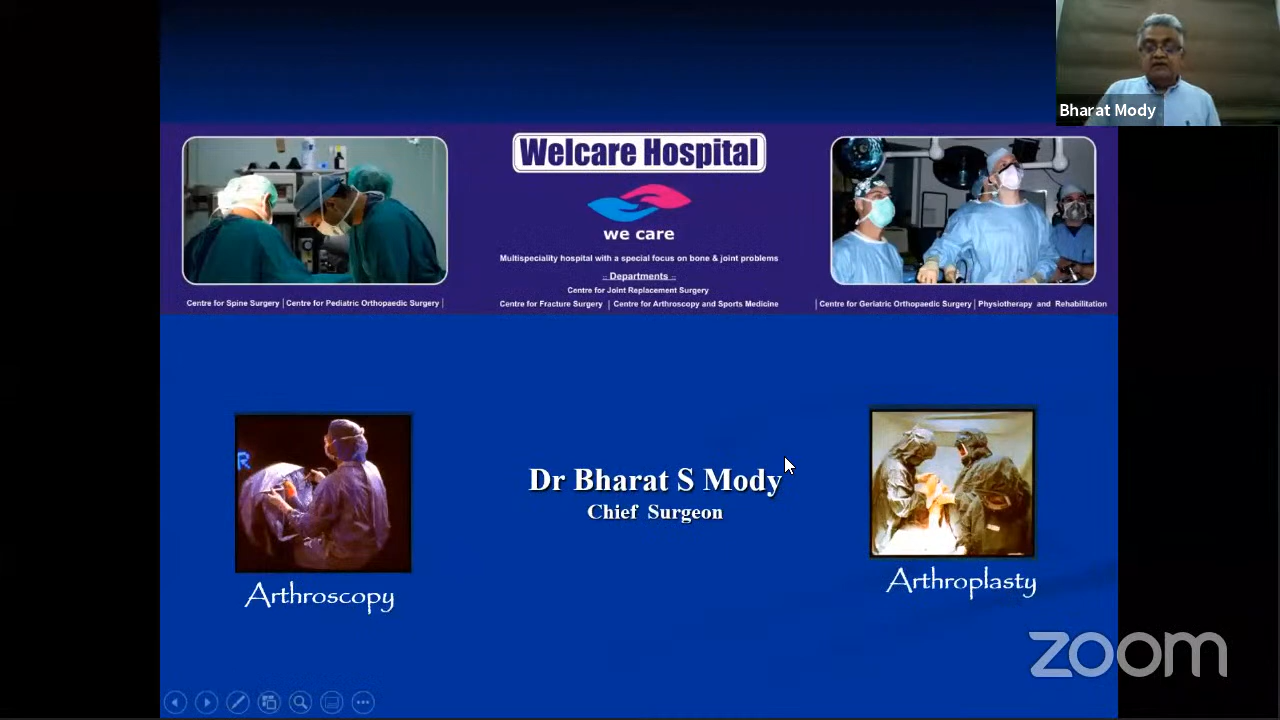 Bharat Mody
Welcare Hospital
we care
Multispeciality hospital with a special focus on bone & joint problems
.. Departments ..
Centre for Joint Replacement Surgery
Centre for Spine Surgery | Centre for Pediatric Orthopaedic Surgery |
Centre for Fracture Surgery | Centre for Arthroscopy and Sports Medicine
| Centre for Geriatric Orthopaedic Surgery | Physiotherapy and Rehabilitation
R
Dr Bharat S Mody
Chief Surgeon
Arthroscopy
Arthroplasty
zoom